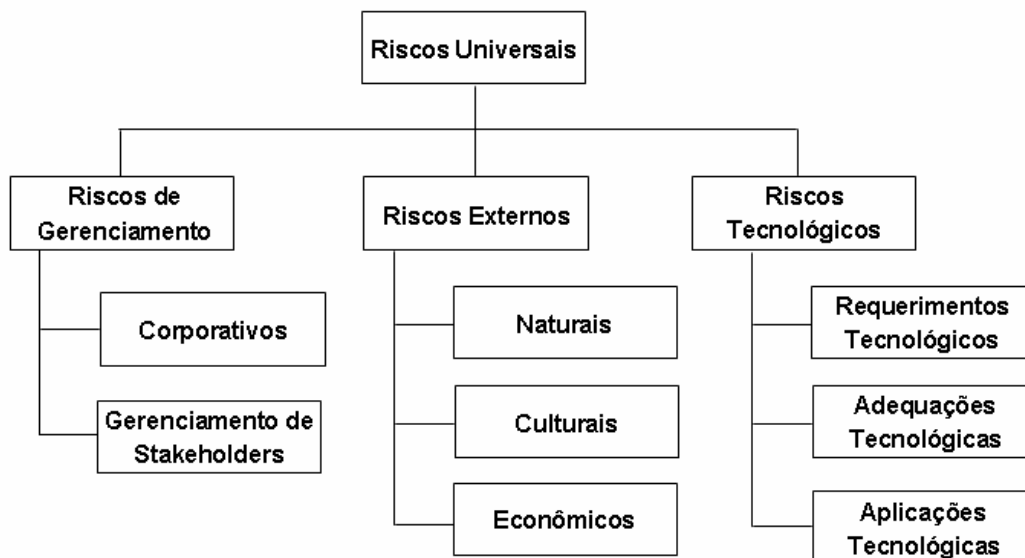 Riscos Universais
Riscos de
Gerenciamento
Riscos Externos
Riscos
Tecnológicos
Corporativos
Gerenciamento de
Stakeholders
Naturais
Culturais
Econômicos
Requerimentos
Tecnológicos
Adequações
Tecnológicas
Aplicações
Tecnológicas